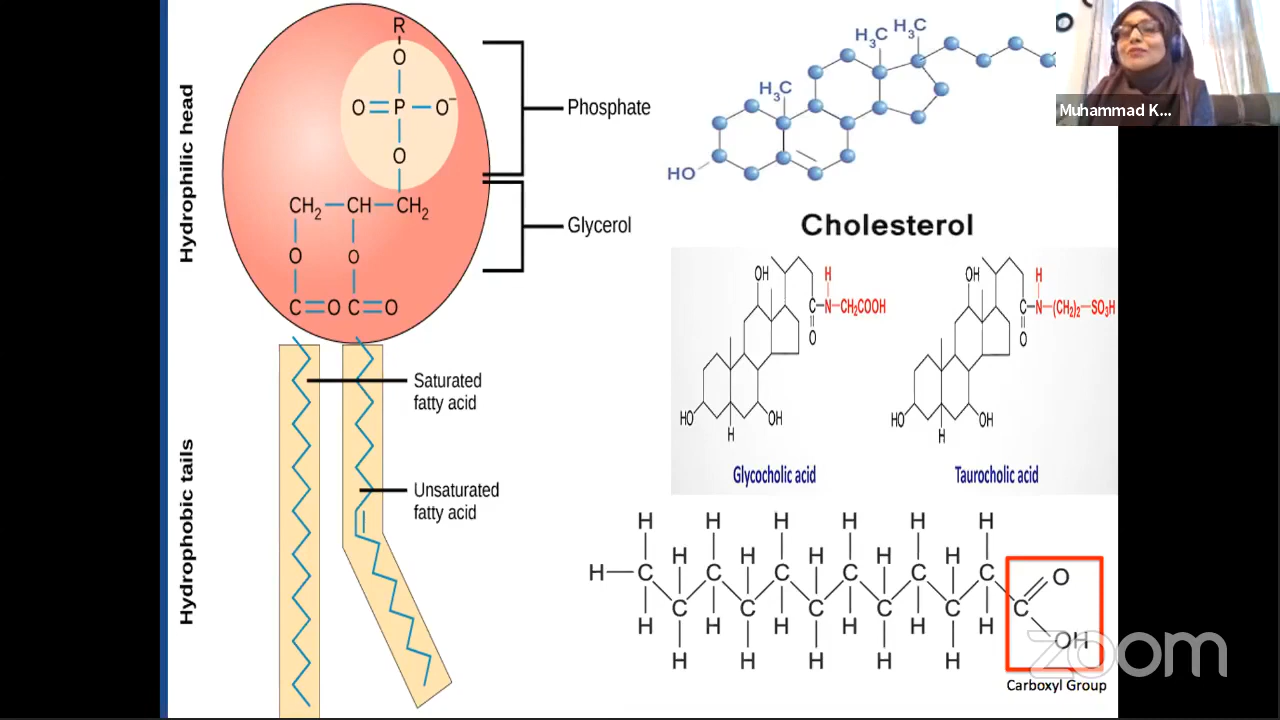 Hydrophilic head
Hydrophobic tails
R
O
O=P-O⁻
O
CH₂-CH-CH₂
O O
C=O C=O
Phosphate
Glycerol
Saturated
fatty acid
Unsaturated
fatty acid
H₃C H₃C
H₃C
HO
Cholesterol
OH H
C-N-CH₂COOH
O
HO OH
H
Glycocholic acid
OH H
C-N-(CH₂)₂-SO₃H
O
HO OH
H
Taurocholic acid
H H H H H H
H H H H H
H-C C C C C C O
C C C C C C
H H H H H H OH
H H H H H
Carboxyl Group
Muhammad K...
zoom